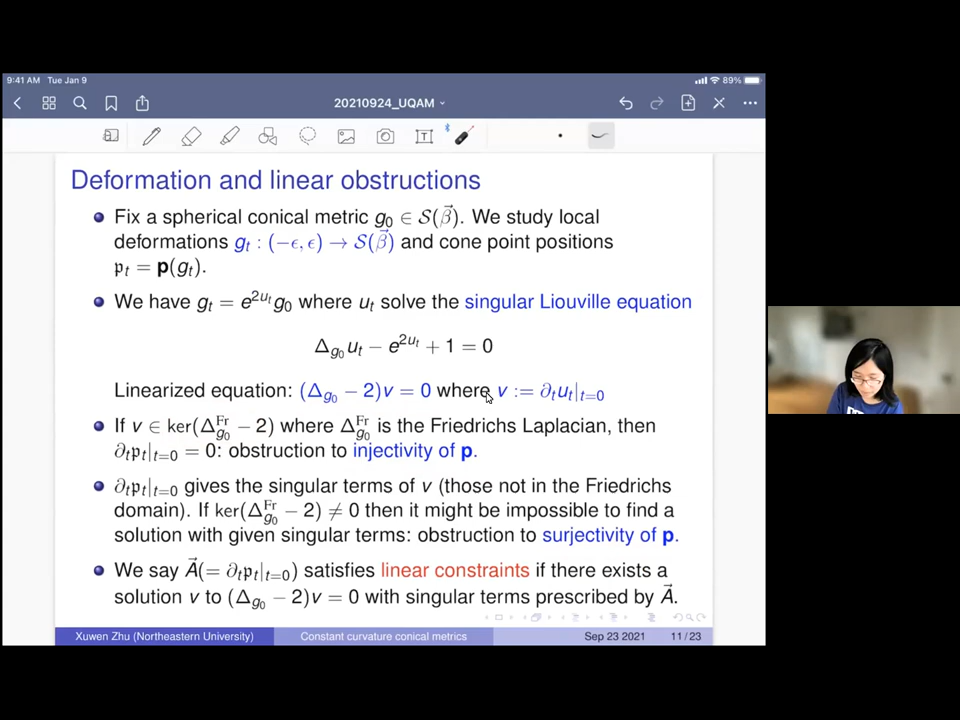 9:41 AM Tue Jan 9
89%
20210924_UQAM
Deformation and linear obstructions
Fix a spherical conical metric g₀ ∈ S(β⃗). We study local
deformations gₜ : (−ϵ, ϵ) → S(β⃗) and cone point positions
𝔭ₜ = p(gₜ).
We have gₜ = e^{2uₜ}g₀ where uₜ solve the singular Liouville equation
Δ_{g₀}uₜ − e^{2uₜ} + 1 = 0
Linearized equation: (Δ_{g₀} − 2)v = 0 where v := ∂ₜuₜ|ₜ₌₀
If v ∈ ker(Δ^{Fr}_{g₀} − 2) where Δ^{Fr}_{g₀} is the Friedrichs Laplacian, then
∂ₜ𝔭ₜ|ₜ₌₀ = 0: obstruction to injectivity of p.
∂ₜ𝔭ₜ|ₜ₌₀ gives the singular terms of v (those not in the Friedrichs
domain). If ker(Δ^{Fr}_{g₀} − 2) ≠ 0 then it might be impossible to find a
solution with given singular terms: obstruction to surjectivity of p.
We say A⃗(= ∂ₜ𝔭ₜ|ₜ₌₀) satisfies linear constraints if there exists a
solution v to (Δ_{g₀} − 2)v = 0 with singular terms prescribed by A⃗.
Xuwen Zhu (Northeastern University) Constant curvature conical metrics Sep 23 2021 11 / 23